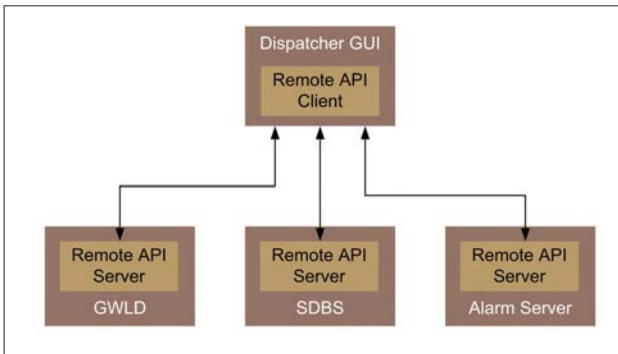 Dispatcher GUI
Remote API
Client
Remote API
Server
GWLD
Remote API
Server
SDBS
Remote API
Server
Alarm Server